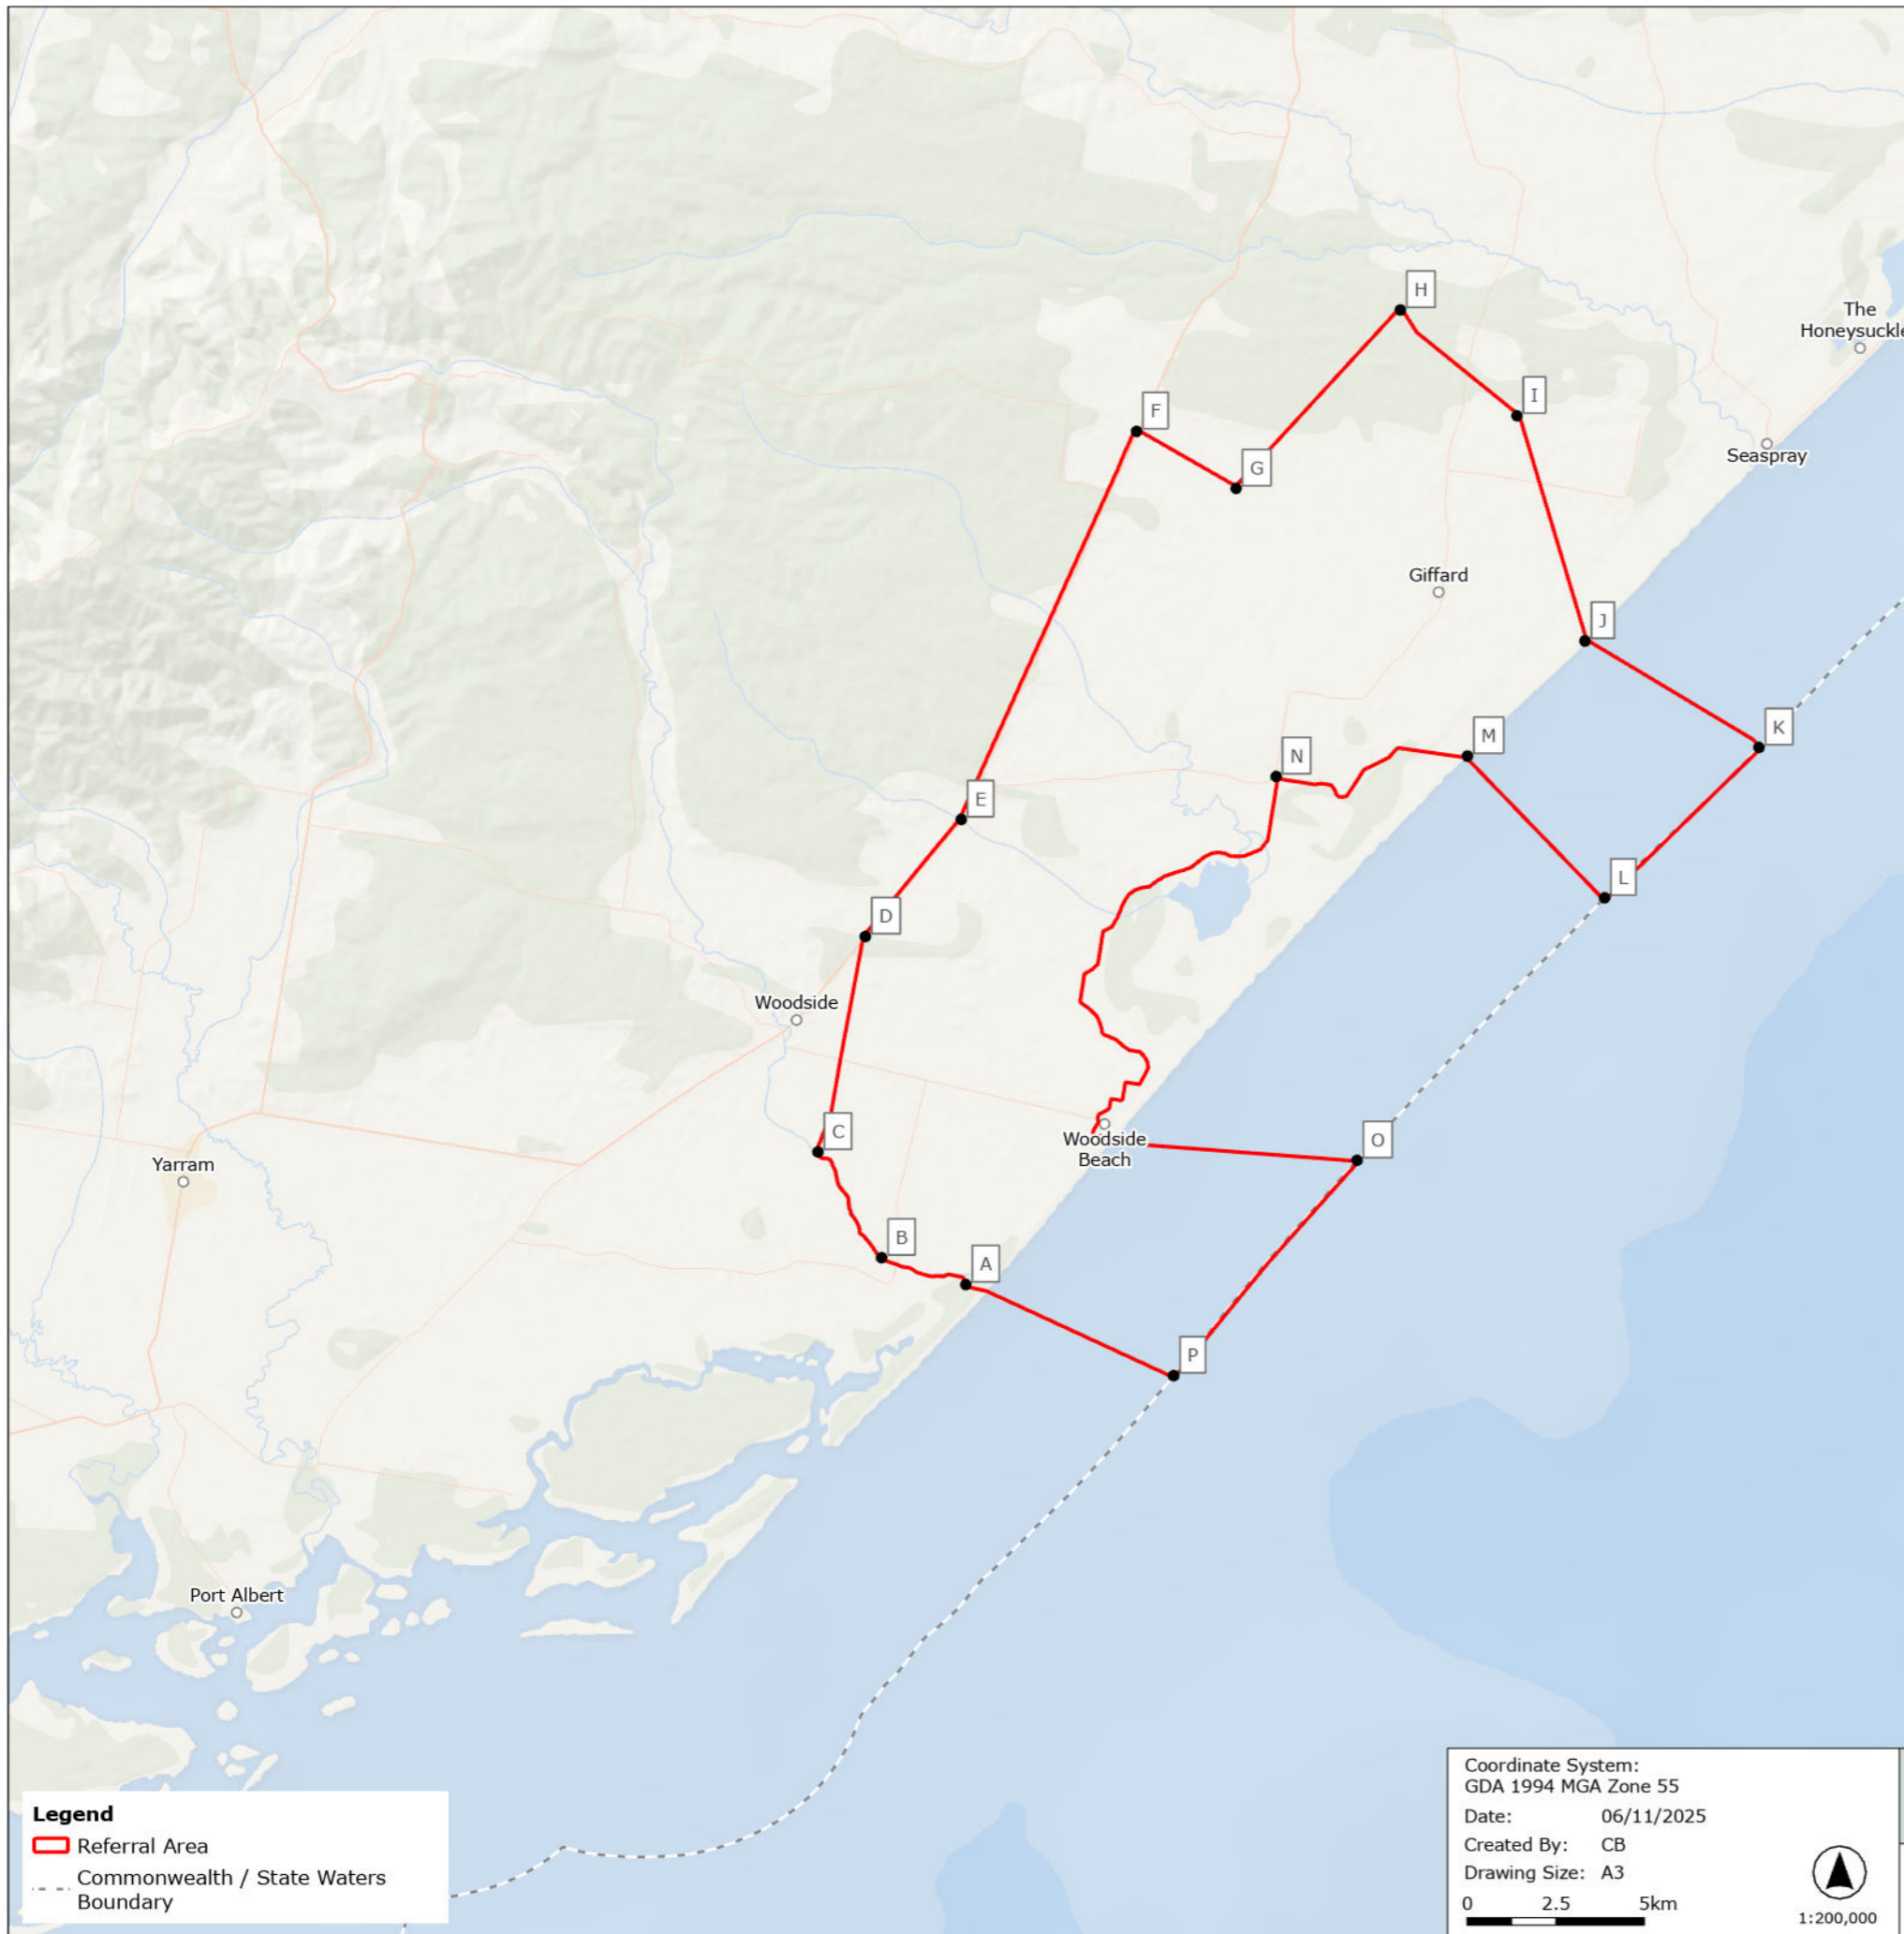 H
The
Honeysuckle
I
F
Seaspray
G
Giffard
J
K
M
N
E
L
D
Woodside
C
O
Woodside
Beach
Yarram
B
A
P
Port Albert
Legend
Referral Area
Commonwealth / State Waters
Boundary
Coordinate System:
GDA 1994 MGA Zone 55
Date: 06/11/2025
Created By: CB
Drawing Size: A3
0 2.5 5km
1:200,000